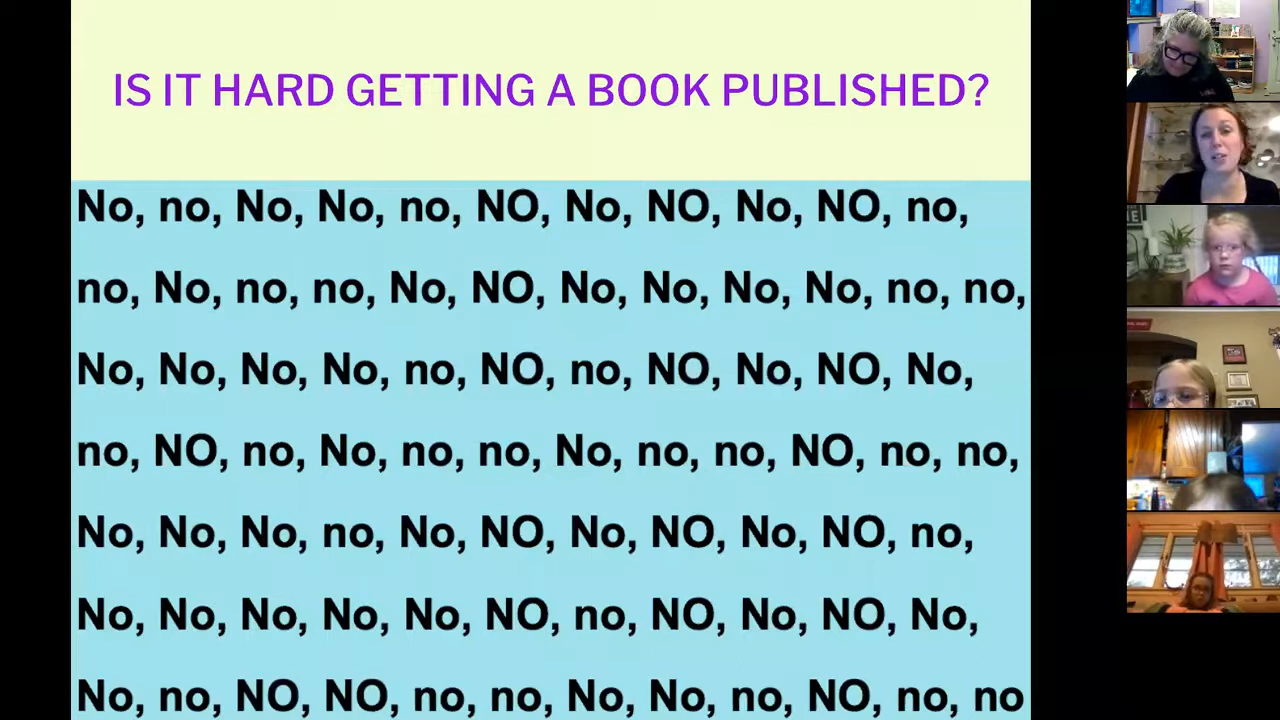 IS IT HARD GETTING A BOOK PUBLISHED?
No, no, No, No, no, NO, No, NO, No, NO, no,
no, No, no, no, No, NO, No, No, No, No, no, no,
No, No, No, No, no, NO, no, NO, No, NO, No,
no, NO, no, No, no, no, No, no, no, NO, no, no,
No, No, No, no, No, NO, No, NO, No, NO, no,
No, No, No, No, No, NO, no, NO, No, NO, No,
No, no, NO, NO, no, no, No, No, no, NO, no, no